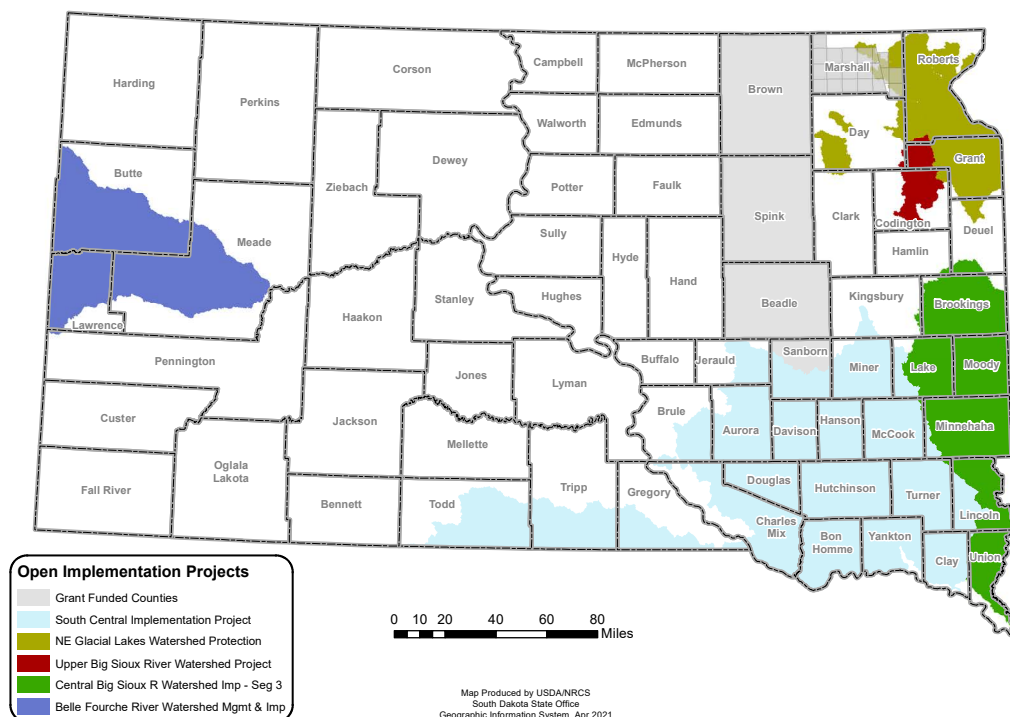 Harding
Perkins
Corson
Campbell
McPherson
Brown
Marshall
Roberts
Walworth
Edmunds
Day
Dewey
Ziebach
Butte
Potter
Faulk
Grant
Meade
Spink
Clark
Codington
Deuel
Sully
Hyde
Hand
Hamlin
Stanley
Hughes
Beadle
Kingsbury
Brookings
Haakon
Lawrence
Pennington
Buffalo
Jerauld
Sanborn
Miner
Lake
Moody
Jones
Lyman
Custer
Jackson
Brule
Aurora
Davison
Hanson
McCook
Minnehaha
Mellette
Oglala
Lakota
Fall River
Bennett
Todd
Tripp
Gregory
Douglas
Hutchinson
Turner
Lincoln
Charles
Mix
Bon
Homme
Yankton
Clay
Union
Open Implementation Projects
Grant Funded Counties
South Central Implementation Project
NE Glacial Lakes Watershed Protection
Upper Big Sioux River Watershed Project
Central Big Sioux R Watershed Imp - Seg 3
Belle Fourche River Watershed Mgmt & Imp
0 10 20 40 60 80
Miles
Map Produced by USDA/NRCS
South Dakota State Office
Geographic Information System, Apr 2021